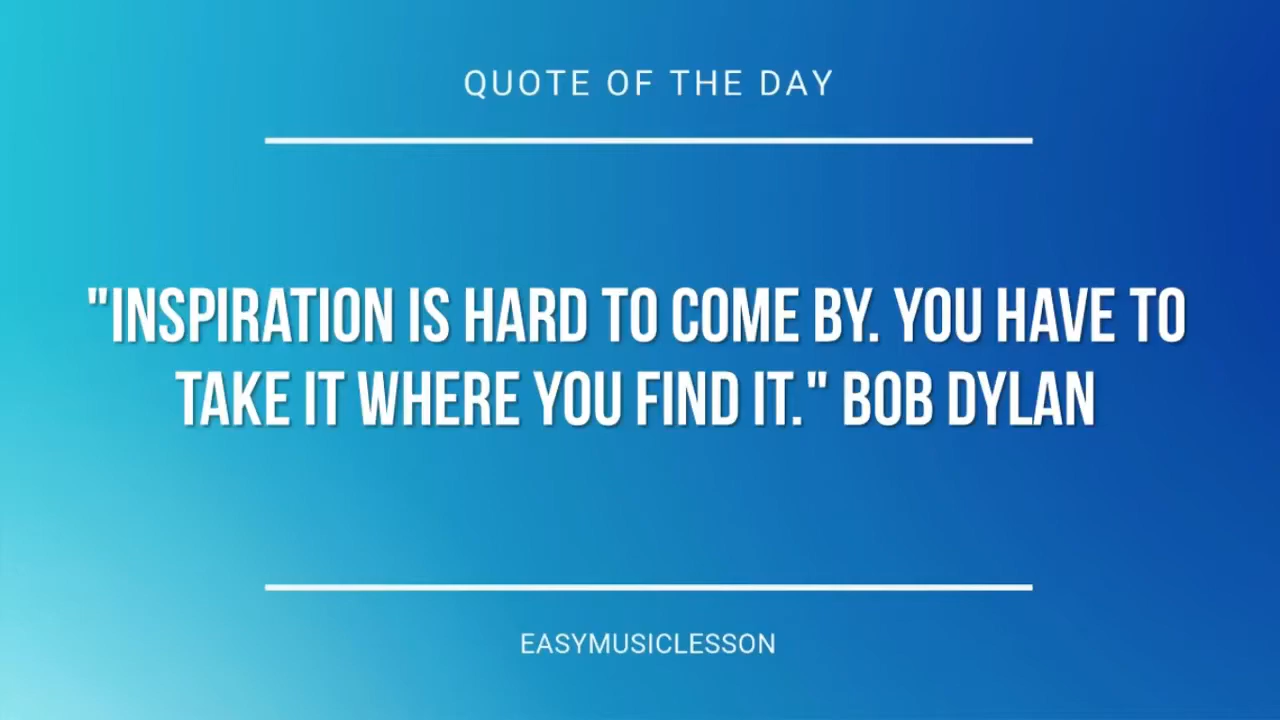 QUOTE OF THE DAY
"INSPIRATION IS HARD TO COME BY. YOU HAVE TO
TAKE IT WHERE YOU FIND IT." BOB DYLAN
EASYMUSICLESSON